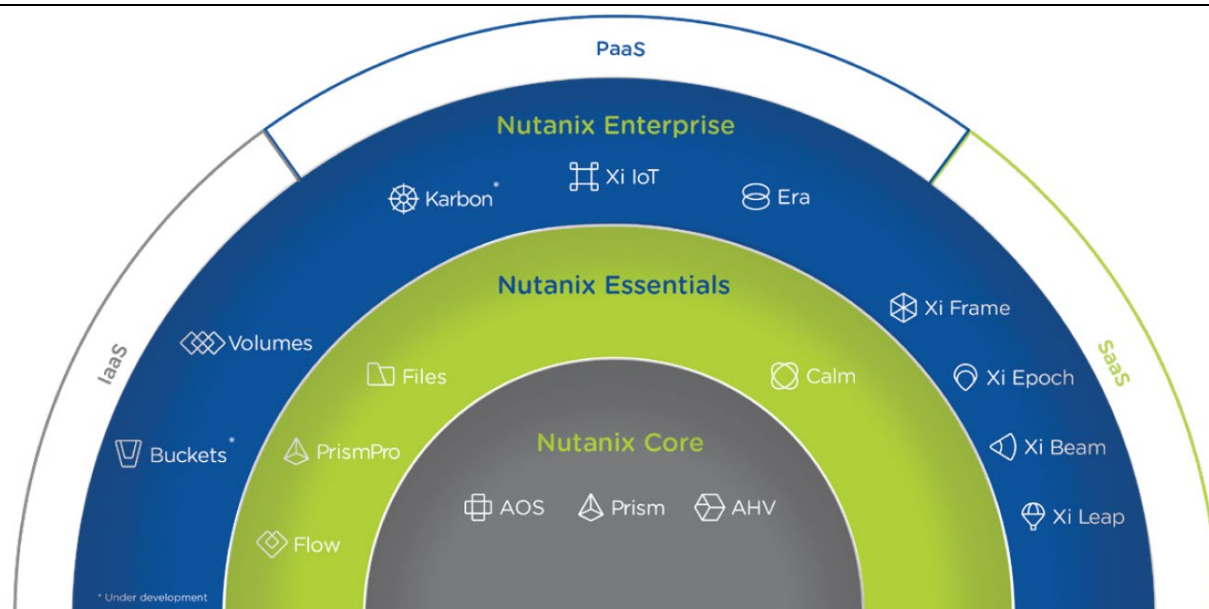 PaaS
Nutanix Enterprise
Xi IoT
Karbon*
Era
Nutanix Essentials
Xi Frame
Volumes
IaaS
SaaS
Files
Calm
Xi Epoch
Nutanix Core
Buckets*
PrismPro
Xi Beam
AOS Prism AHV
Xi Leap
Flow
* Under development